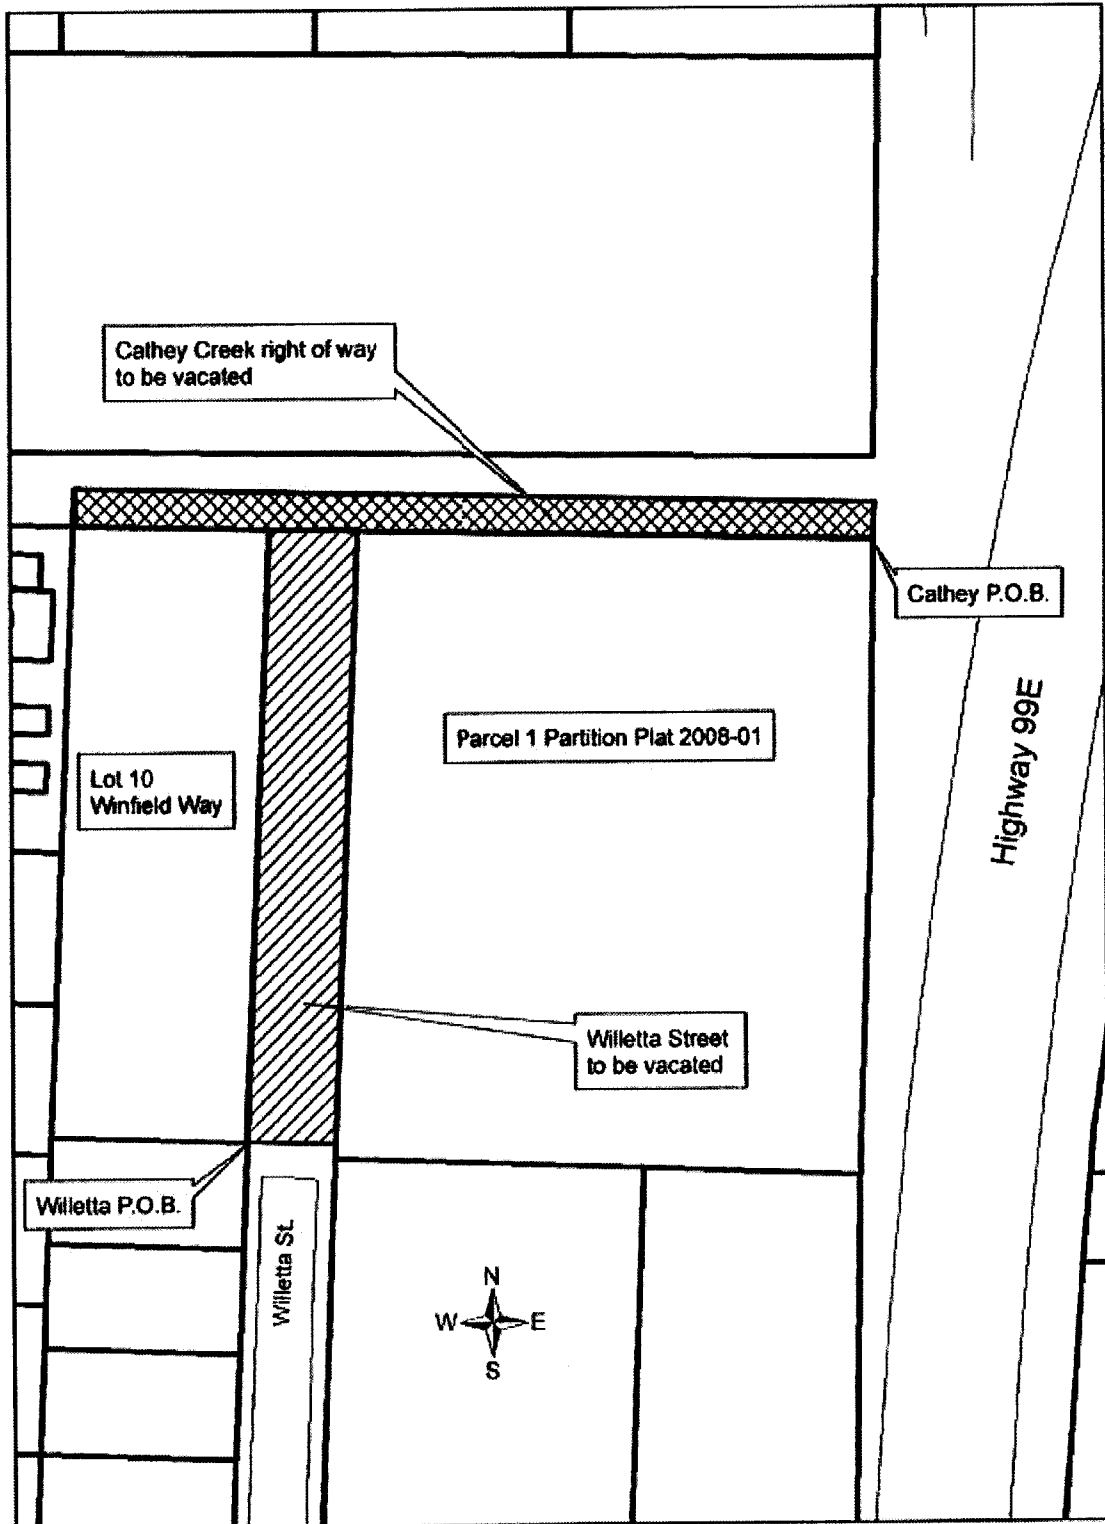 Cathey Creek right of way
to be vacated
Cathey P.O.B.
Highway 99E
Parcel 1 Partition Plat 2008-01
Lot 10
Winfield Way
Willetta Street
to be vacated
Willetta P.O.B.
Willetta St.
N
W E
S